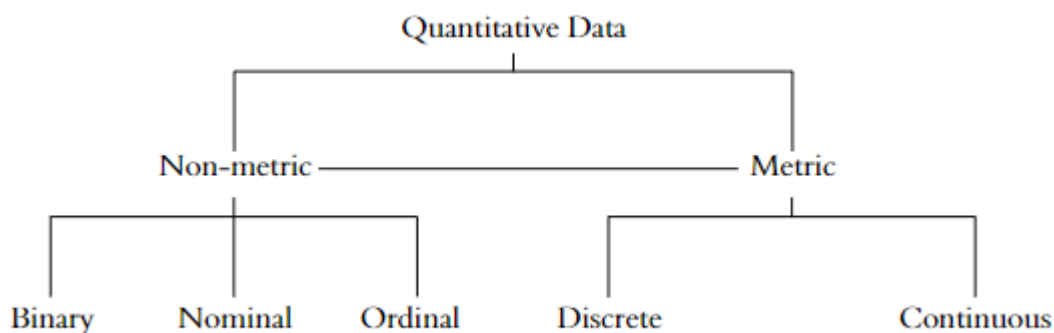 Quantitative Data
Non-metric Metric
Binary Nominal Ordinal Discrete Continuous